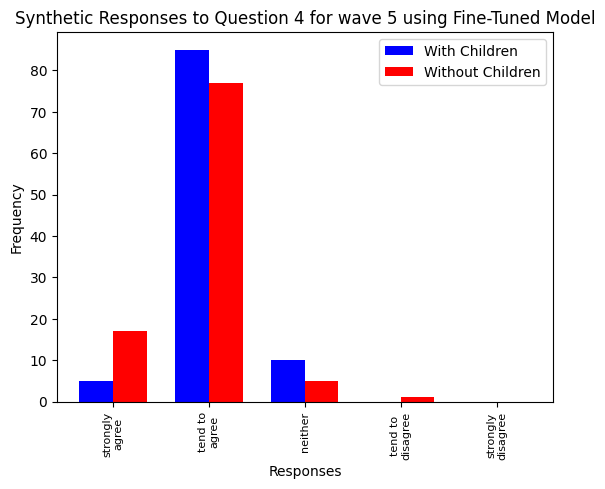 Synthetic Responses to Question 4 for wave 5 using Fine-Tuned Model
With Children
Without Children
Frequency
80
70
60
50
40
30
20
10
0
strongly
agree
tend to
agree
neither
tend to
disagree
strongly
disagree
Responses